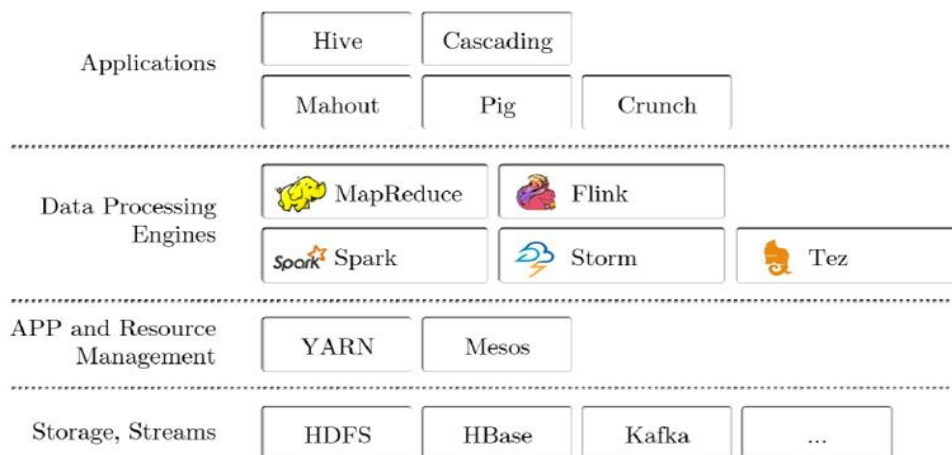 Applications
Hive
Cascading
Mahout
Pig
Crunch
Data Processing
Engines
MapReduce
Flink
Spark Spark
Storm
Tez
APP and Resource
Management
YARN
Mesos
Storage, Streams
HDFS
HBase
Kafka
...